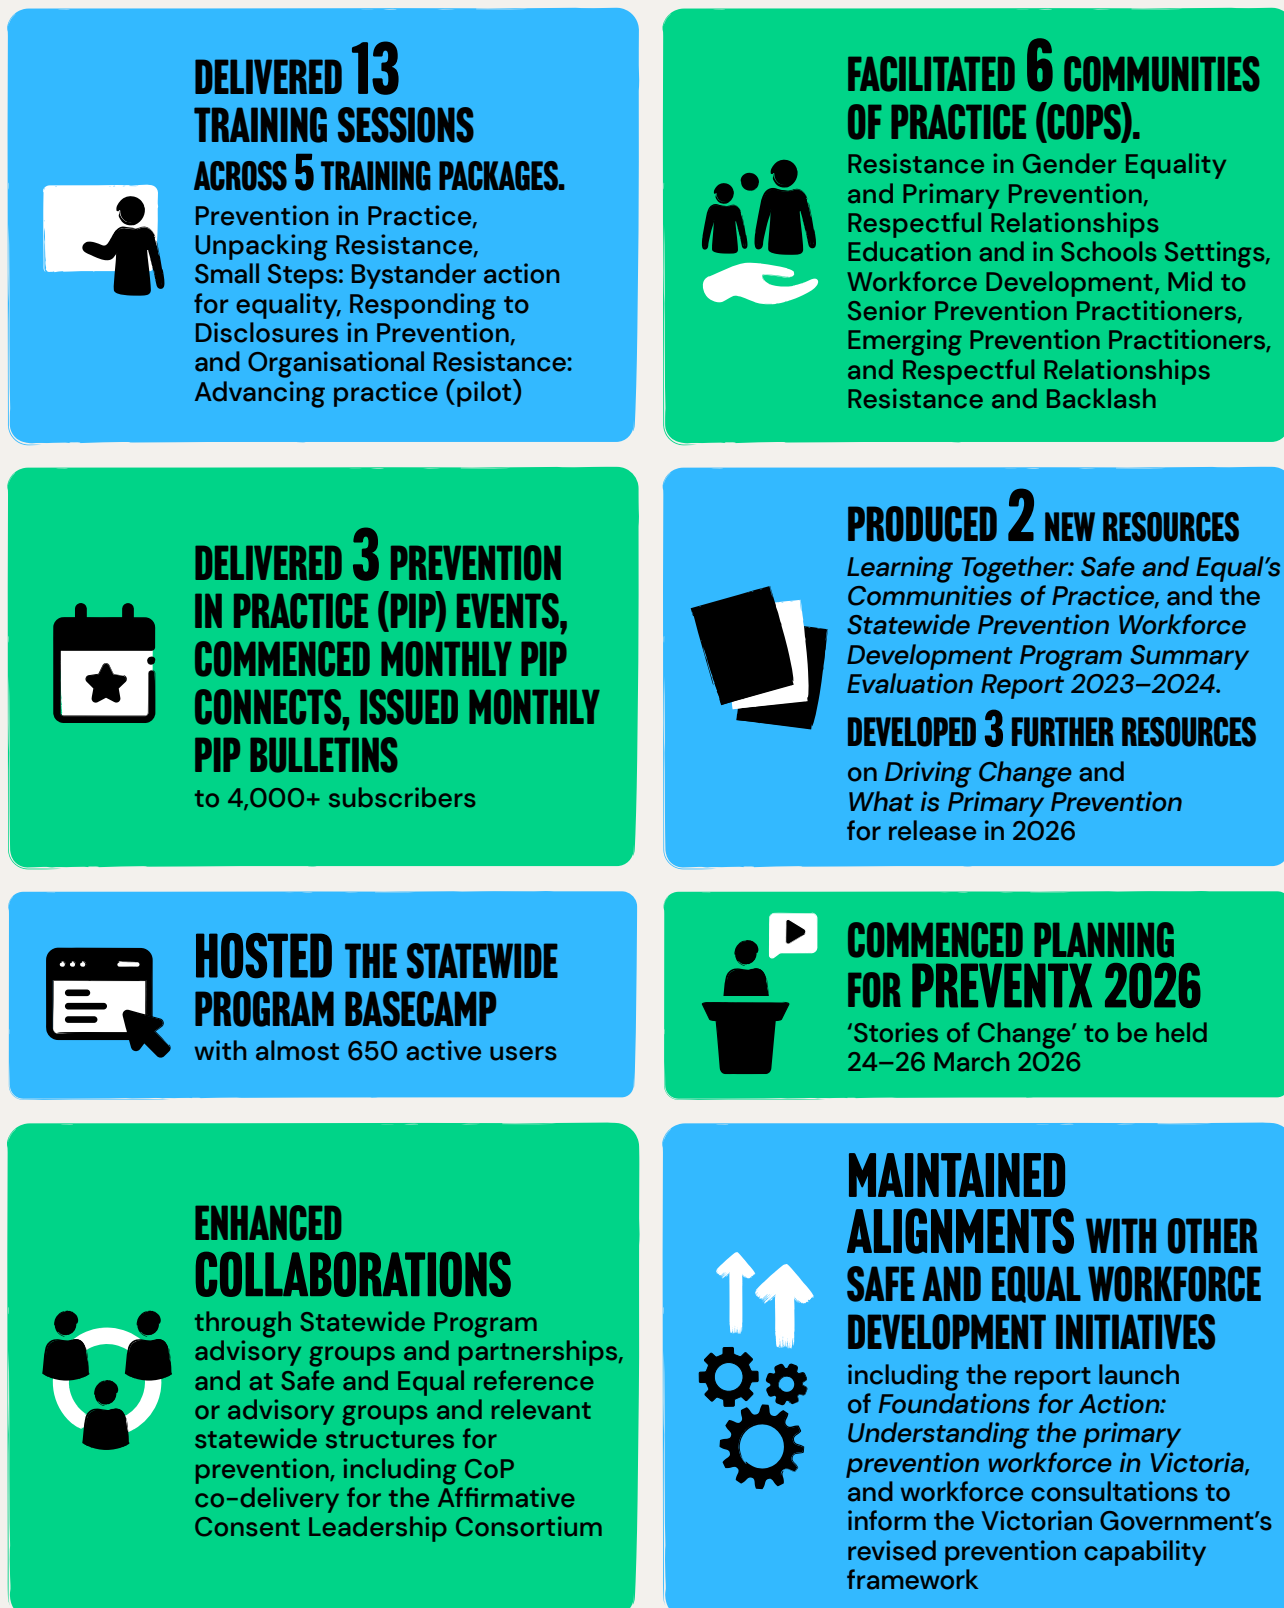 DELIVERED 13
TRAINING SESSIONS
ACROSS 5 TRAINING PACKAGES.
Prevention in Practice,
Unpacking Resistance,
Small Steps: Bystander action
for equality, Responding to
Disclosures in Prevention,
and Organisational Resistance:
Advancing practice (pilot)
FACILITATED 6 COMMUNITIES
OF PRACTICE (COPS).
Resistance in Gender Equality
and Primary Prevention,
Respectful Relationships
Education and in Schools Settings,
Workforce Development, Mid to
Senior Prevention Practitioners,
Emerging Prevention Practitioners,
and Respectful Relationships
Resistance and Backlash
DELIVERED 3 PREVENTION
IN PRACTICE (PIP) EVENTS,
COMMENCED MONTHLY PIP
CONNECTS, ISSUED MONTHLY
PIP BULLETINS
to 4,000+ subscribers
PRODUCED 2 NEW RESOURCES
Learning Together: Safe and Equal's
Communities of Practice, and the
Statewide Prevention Workforce
Development Program Summary
Evaluation Report 2023–2024.
DEVELOPED 3 FURTHER RESOURCES
on Driving Change and
What is Primary Prevention
for release in 2026
HOSTED THE STATEWIDE
PROGRAM BASECAMP
with almost 650 active users
COMMENCED PLANNING
FOR PREVENTX 2026
‘Stories of Change’ to be held
24–26 March 2026
ENHANCED
COLLABORATIONS
through Statewide Program
advisory groups and partnerships,
and at Safe and Equal reference
or advisory groups and relevant
statewide structures for
prevention, including CoP
co-delivery for the Affirmative
Consent Leadership Consortium
MAINTAINED
ALIGNMENTS WITH OTHER
SAFE AND EQUAL WORKFORCE
DEVELOPMENT INITIATIVES
including the report launch
of Foundations for Action:
Understanding the primary
prevention workforce in Victoria,
and workforce consultations to
inform the Victorian Government's
revised prevention capability
framework